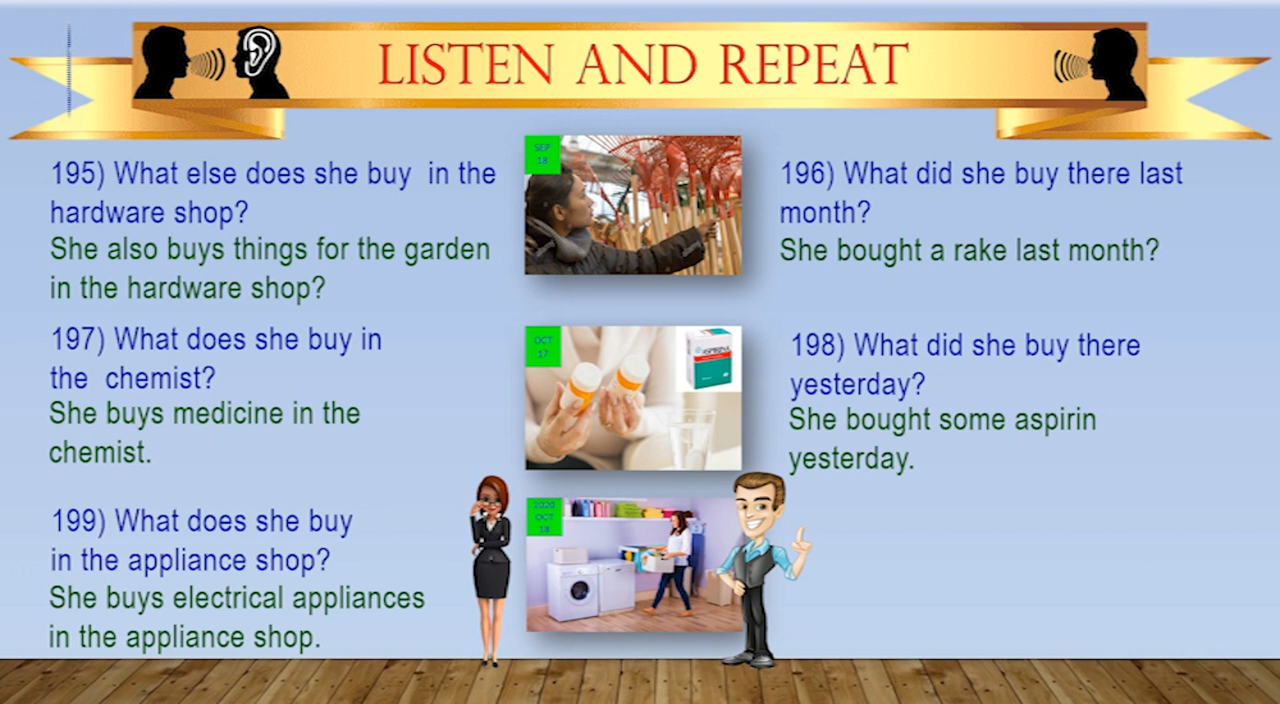 LISTEN AND REPEAT
195) What else does she buy in the
hardware shop?
She also buys things for the garden
in the hardware shop?
SEP
18
196) What did she buy there last
month?
She bought a rake last month?
197) What does she buy in
the chemist?
She buys medicine in the
chemist.
OCT
17
198) What did she buy there
yesterday?
She bought some aspirin
yesterday.
199) What does she buy
in the appliance shop?
She buys electrical appliances
in the appliance shop.
2020
OCT
18